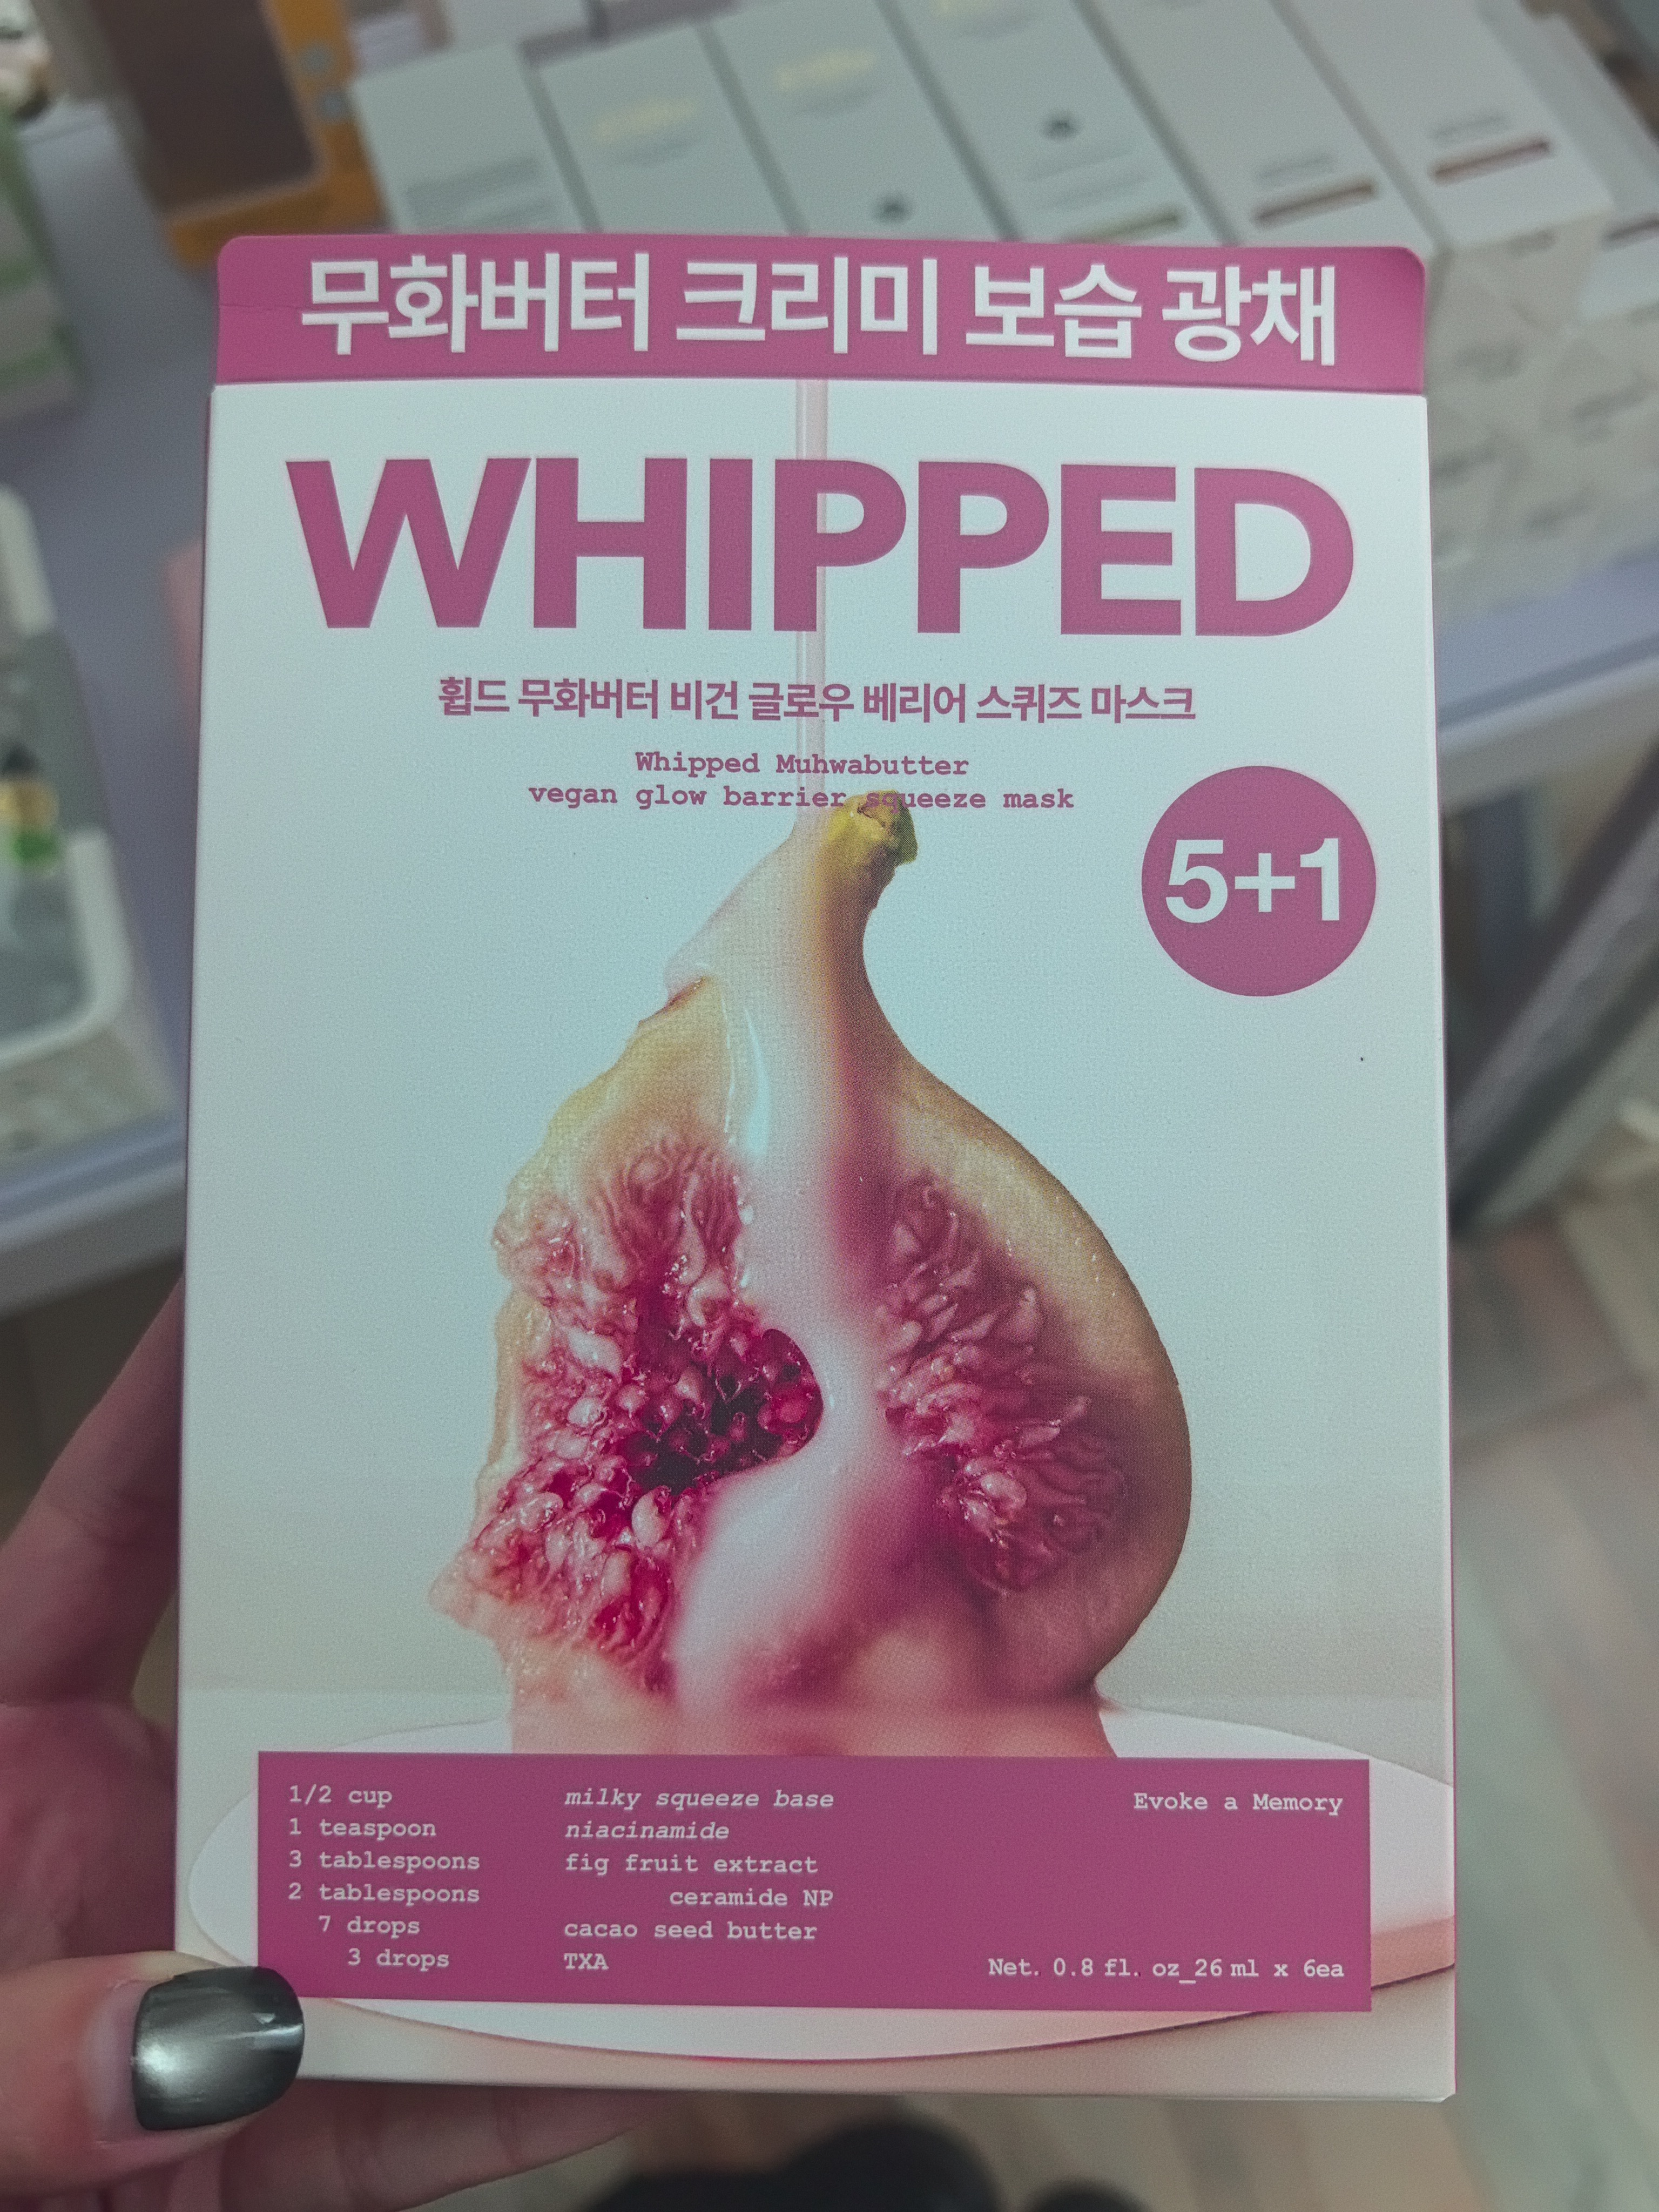 무화버터 크리미 보습 광채
WHIPPED
휩드 무화버터 비건 글로우 베리어 스퀴즈 마스크
Whipped Muhwabutter
vegan glow barrier squeeze mask
5+1
1/2 cup milky squeeze base
1 teaspoon niacinamide
3 tablespoons fig fruit extract
2 tablespoons ceramide NP
7 drops cacao seed butter
3 drops TXA
Evoke a Memory
Net. 0.8 fl. oz_26 ml x 6ea